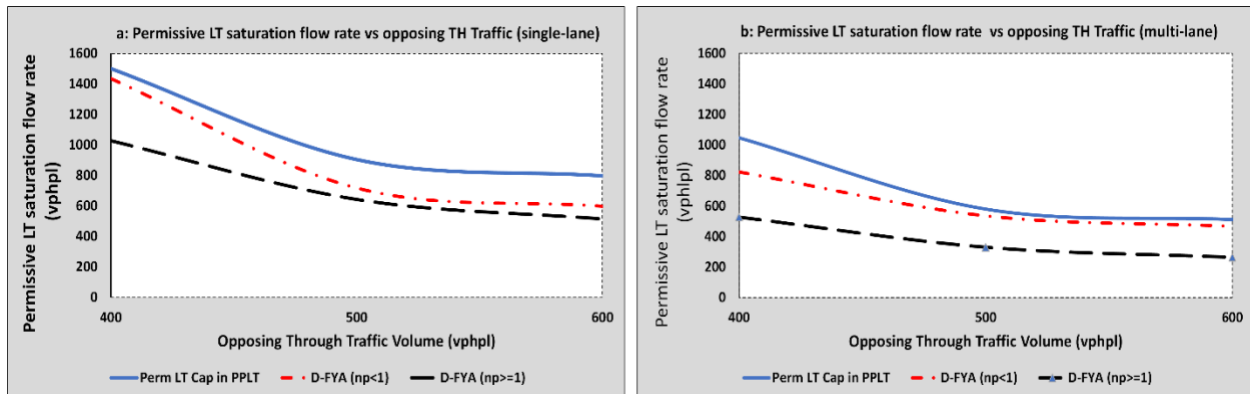 a: Permissive LT saturation flow rate vs opposing TH Traffic (single-lane)
Permissive LT saturation flow rate
(vphpl)
1600
1400
1200
1000
800
600
400
200
0
400
500
600
Opposing Through Traffic Volume (vphpl)
Perm LT Cap in PPLT
D-FYA (np<1)
D-FYA (np>=1)
b: Permissive LT saturation flow rate vs opposing TH Traffic (multi-lane)
Permissive LT saturation flow rate
(vphlpl)
1600
1400
1200
1000
800
600
400
200
0
400
500
600
Opposing Through Traffic Volume (vphpl)
Perm LT Cap in PPLT
D-FYA (np<1)
D-FYA (np>=1)